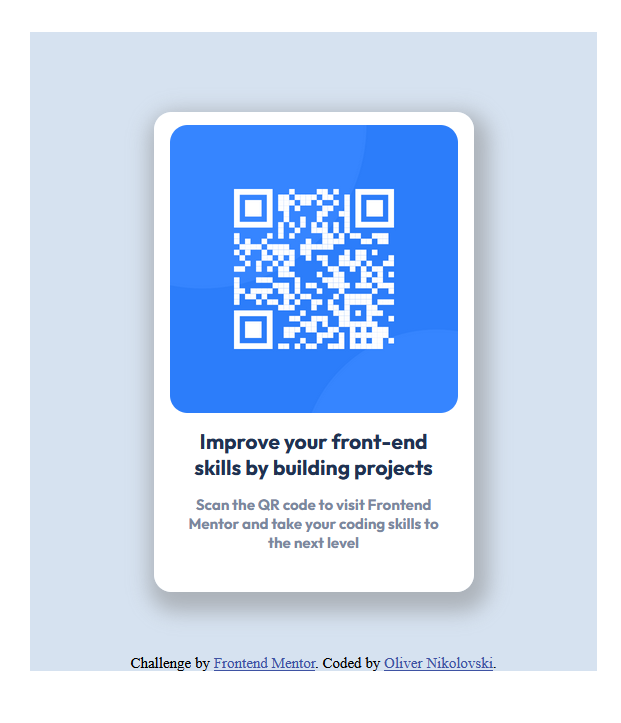 Improve your front-end
skills by building projects
Scan the QR code to visit Frontend
Mentor and take your coding skills to
the next level
Challenge by Frontend Mentor. Coded by Oliver Nikolovski.